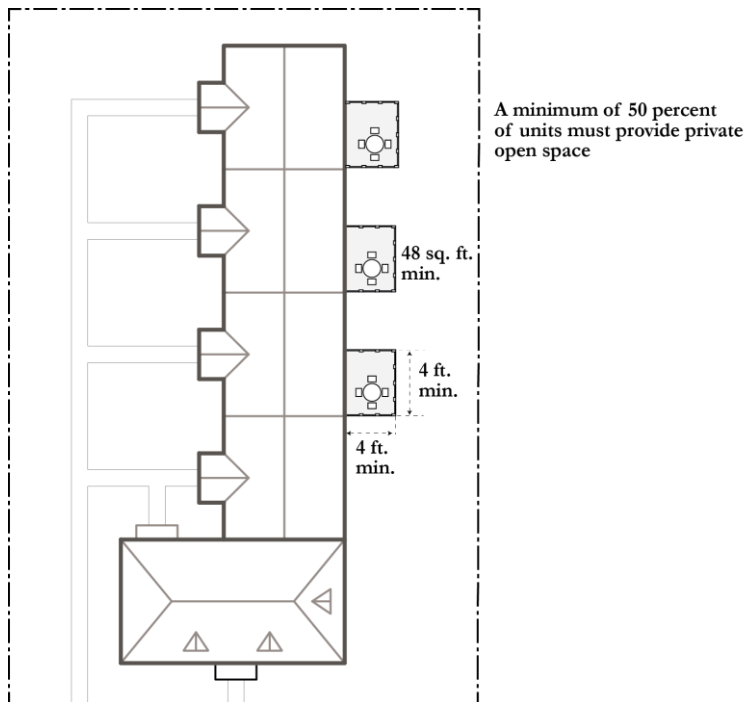 A minimum of 50 percent
of units must provide private
open space
48 sq. ft.
min.
4 ft.
min.
4 ft.
min.